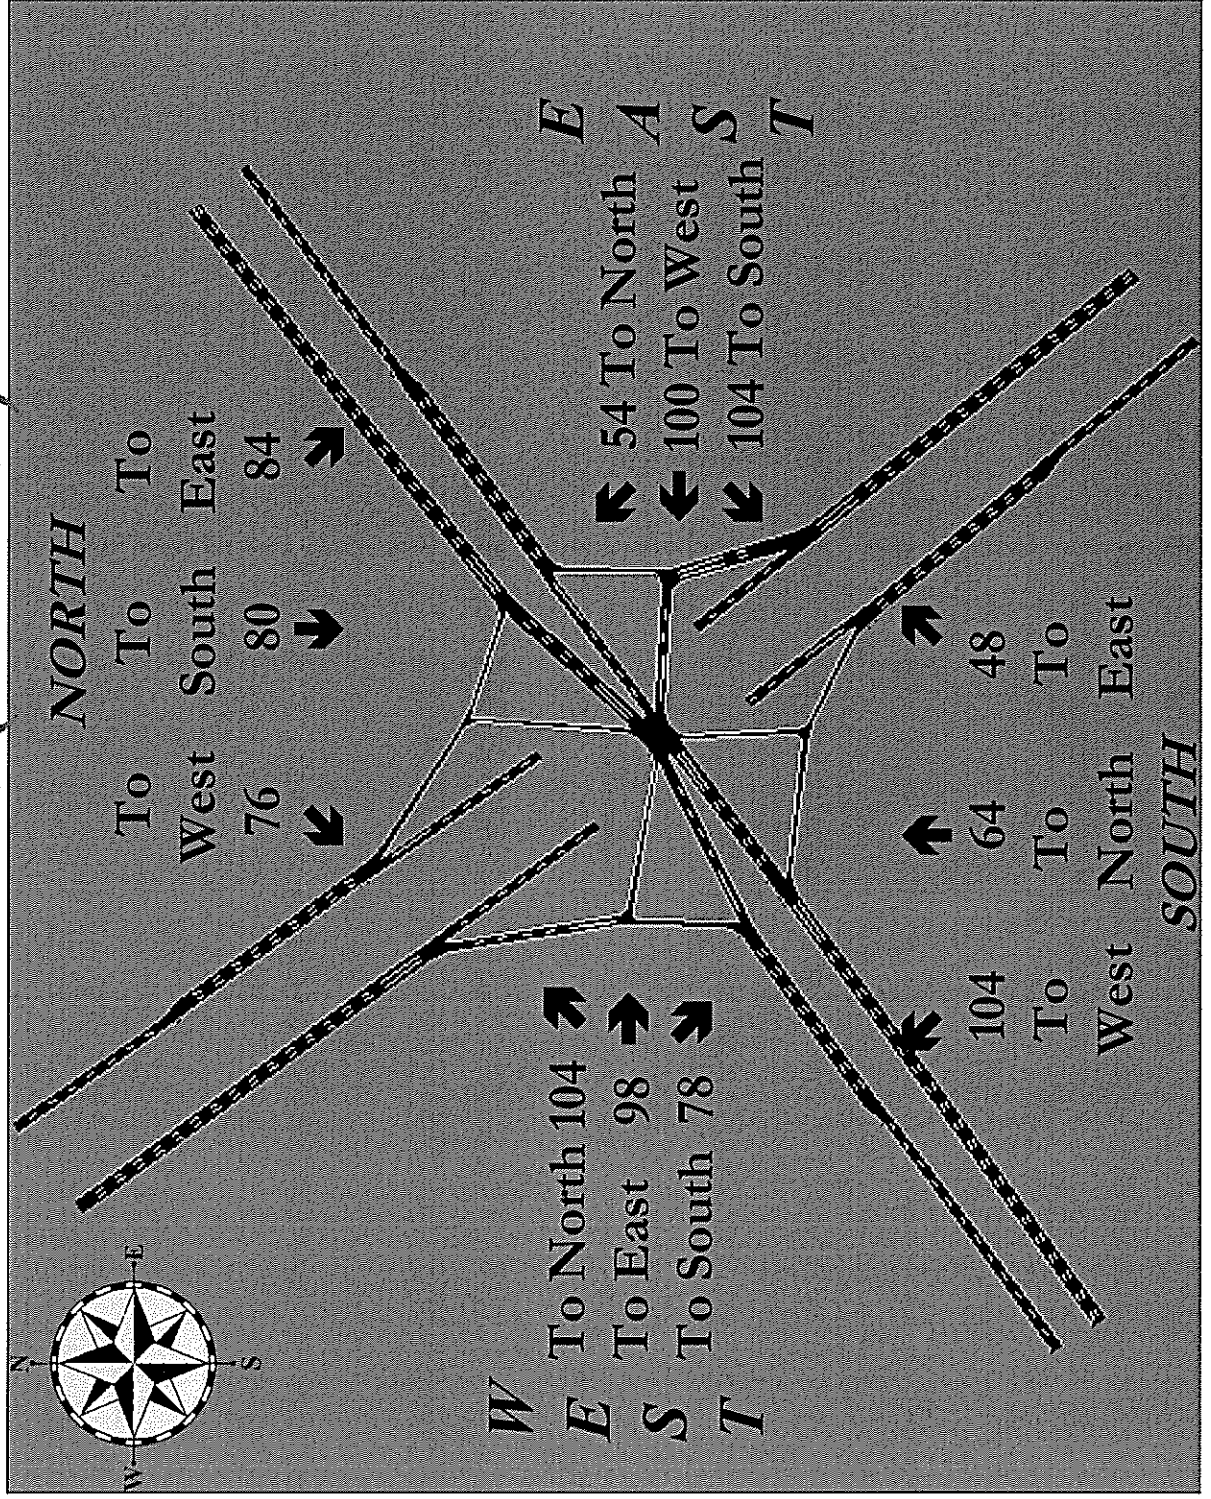 N
W E
S
NORTH
To To To
West South East
76 80 84
W
E
S
T
To North 104
To East 98
To South 78
54 To North
100 To West
104 To South
E
A
S
T
104 64 48
To To To
West North East
SOUTH